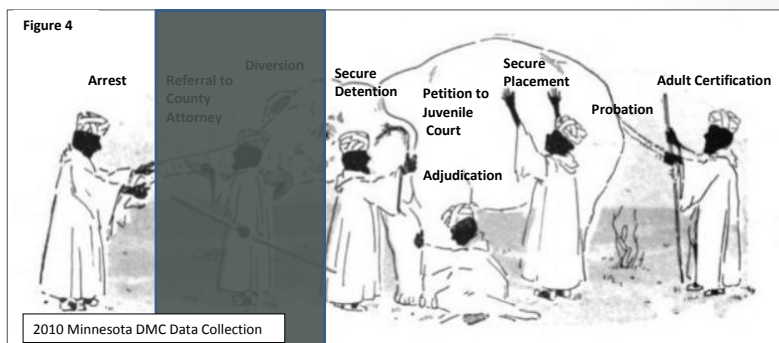 Figure 4
Arrest
Referral to
County
Attorney
Diversion
Secure
Detention
Petition to
Juvenile
Court
Adjudication
Secure
Placement
Probation
Adult Certification
2010 Minnesota DMC Data Collection